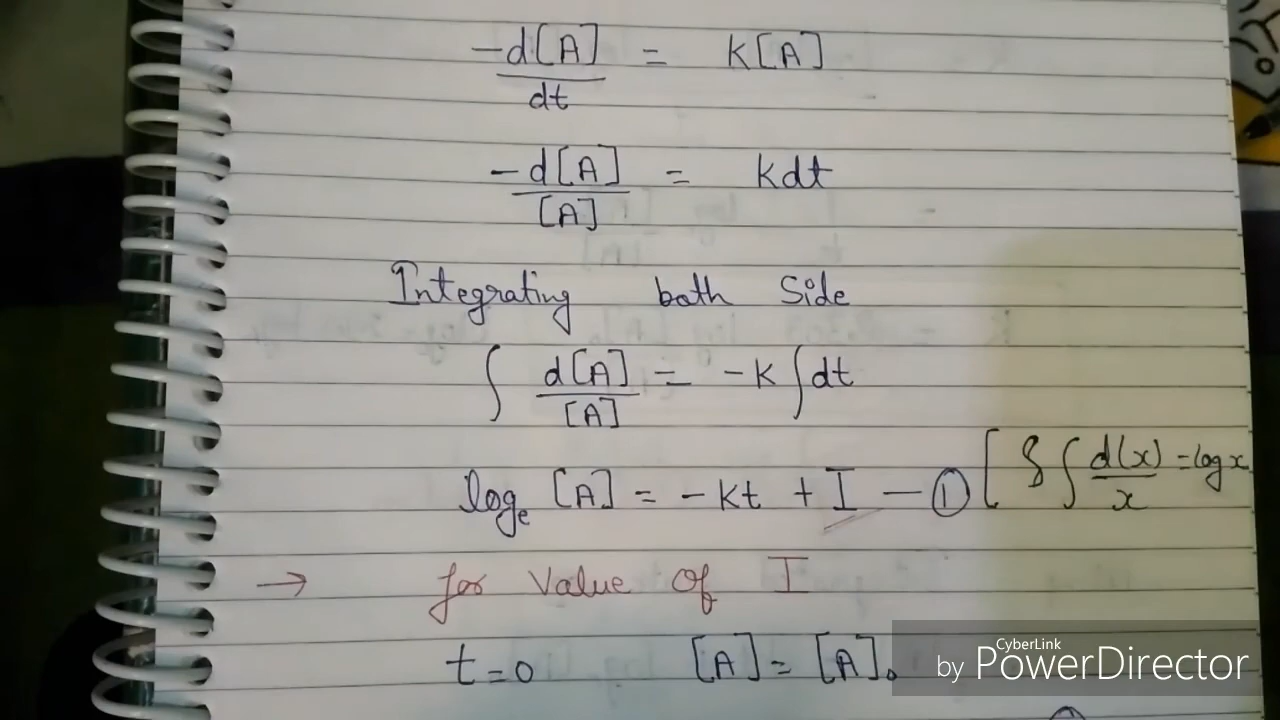 -d[A] = K[A]
dt
-d[A] = Kdt
[A]
Integrating both Side
∫ d[A] = -K ∫dt
[A]
logₑ [A] = -Kt + I - ① [ ∫ d(x) = log x
x
→ for Value of I
t=0 [A] = [A]₀
CyberLink
by PowerDirector